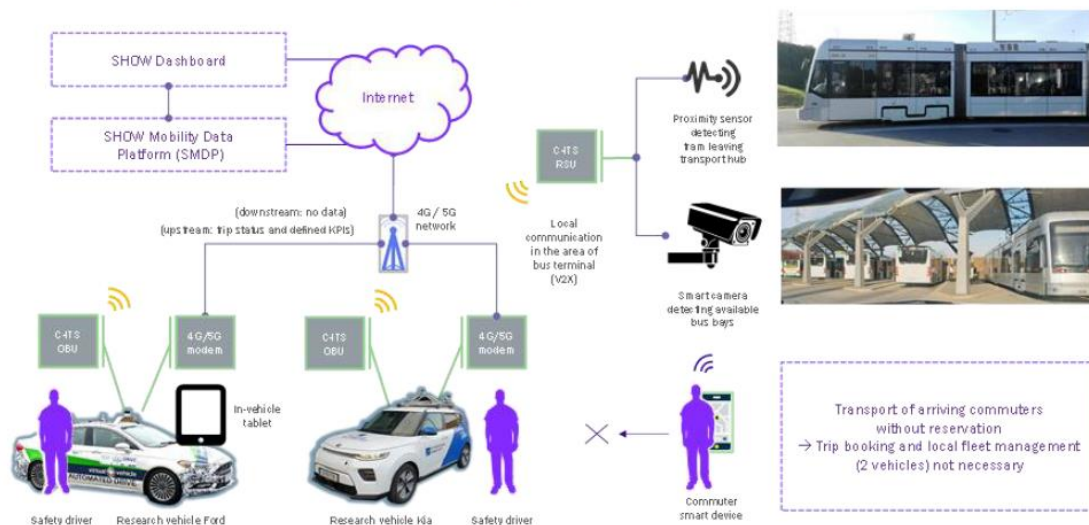 SHOW Dashboard
SHOW Mobility Data
Platform (SMDP)
Internet
(downstream: no data)
(upstream: trip status and defined KPIs)
4G / 5G
network
C-ITS
RSU
Local
communication
in the area of
bus terminal
(V2X)
Proximity sensor
detecting
tram leaving
transport hub
Smart camera
detecting available
bus bays
C-ITS
OBU
4G/5G
modem
In-vehicle
tablet
C-ITS
OBU
4G/5G
modem
virtual vehicle
AUTOMATED DRIVE
Safety driver
Research vehicle Ford
Research vehicle Kia
Safety driver
Commuter
smart device
Transport of arriving commuters
without reservation
→ Trip booking and local fleet management
(2 vehicles) not necessary